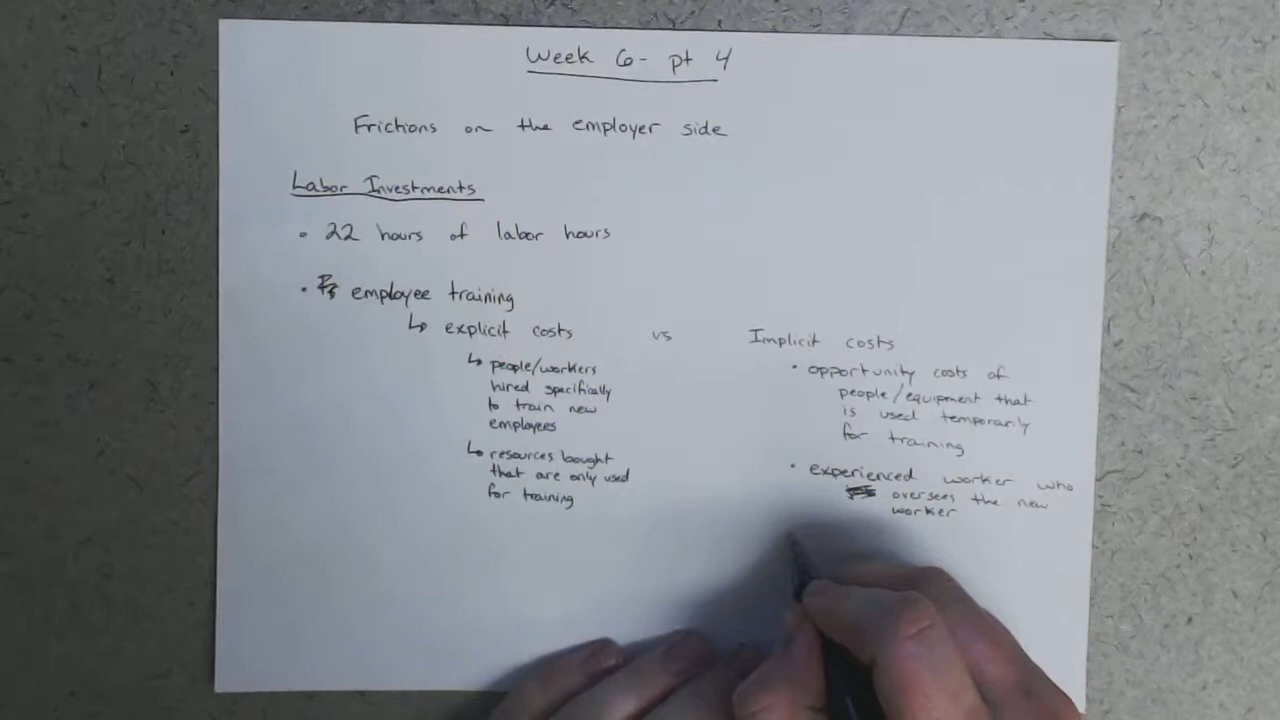 Week 6- pt 4
Frictions on the employer side
Labor Investments
• 22 hours of labor hours
• employee training
↳ explicit costs vs Implicit costs
↳ people/workers
hired specifically
to train new
employees
↳ resources bought
that are only used
for training
• opportunity costs of
people/equipment that
is used temporarily
for training
• experienced worker who
oversees the new
worker